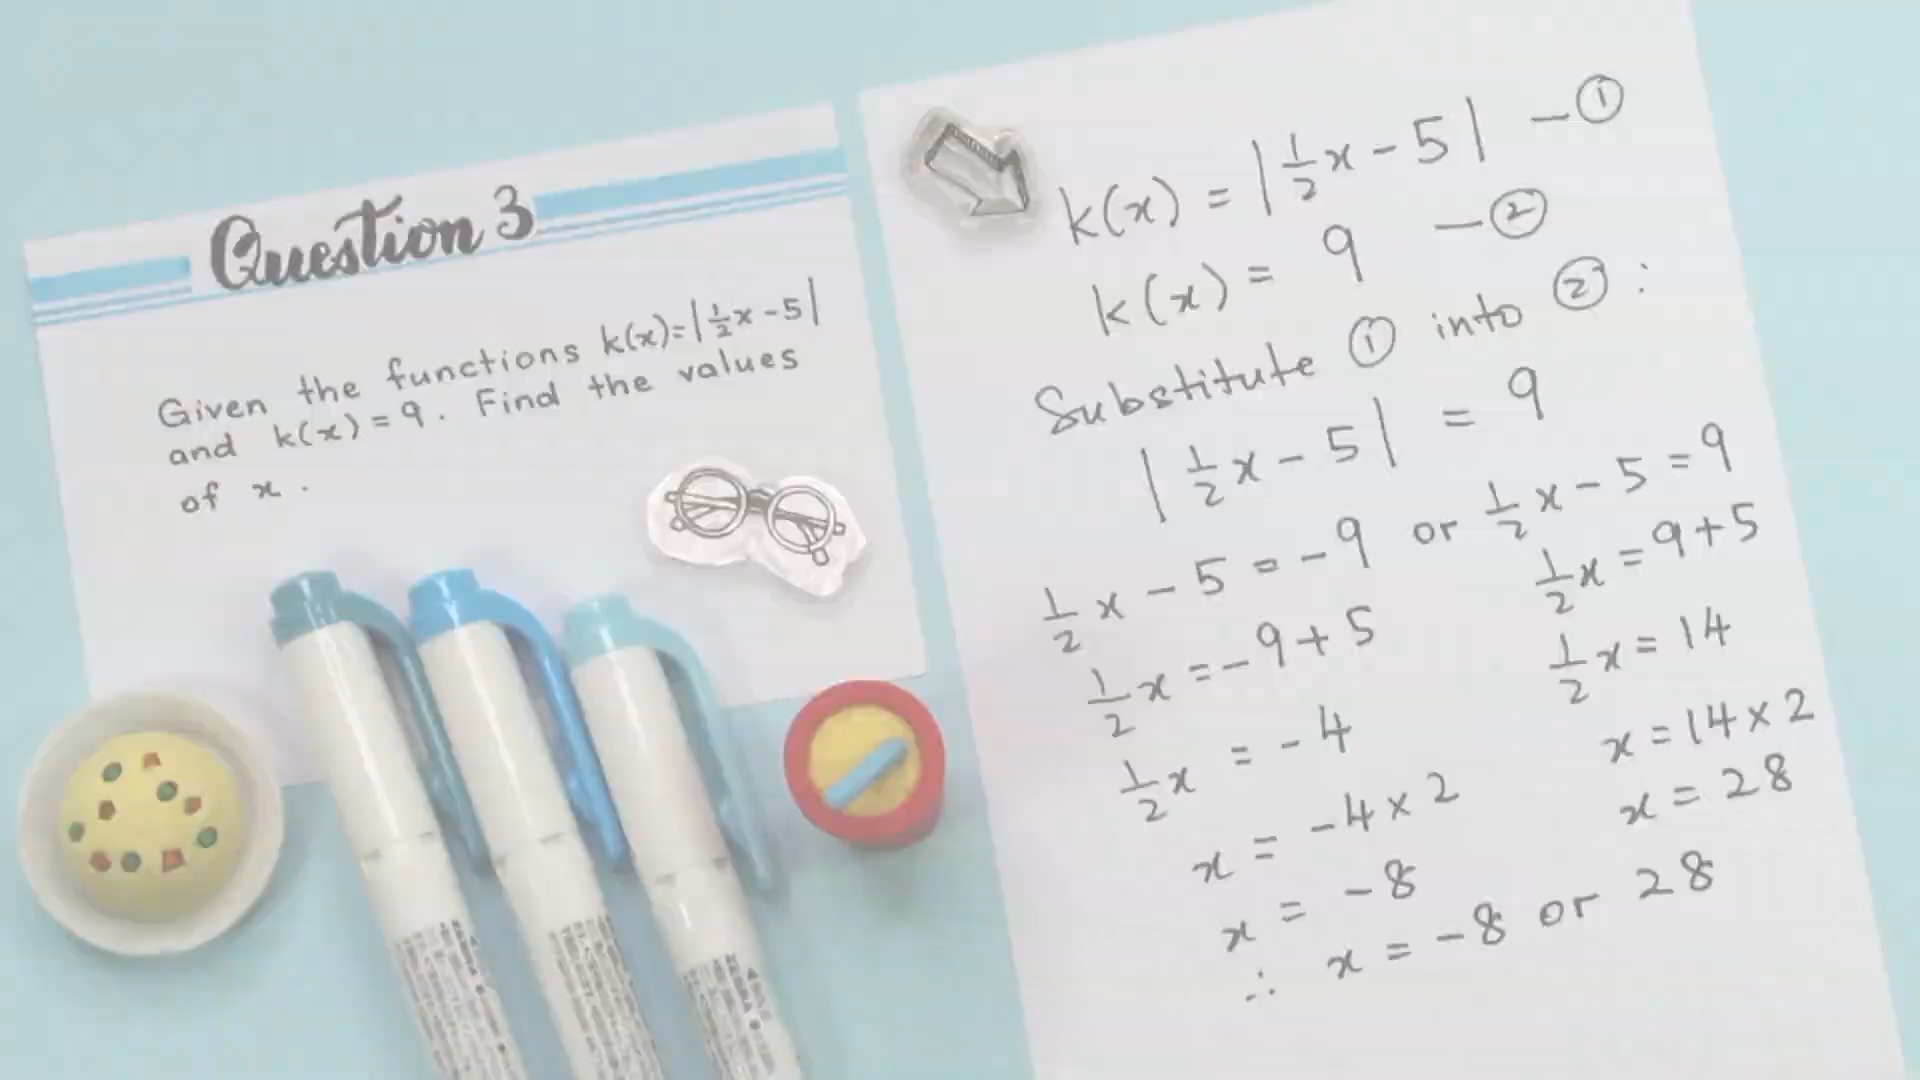 Question 3
Given the functions k(x)=|½x-5|
and k(x)=9. Find the values
of x.
k(x) = |½x - 5| — ①
k(x) = 9 — ②
Substitute ① into ② :
|½x - 5| = 9
½x - 5 = -9 or ½x - 5 = 9
½x = -9 + 5 ½x = 9 + 5
½x = -4 ½x = 14
x = -4 × 2 x = 14 × 2
x = -8 x = 28
∴ x = -8 or 28